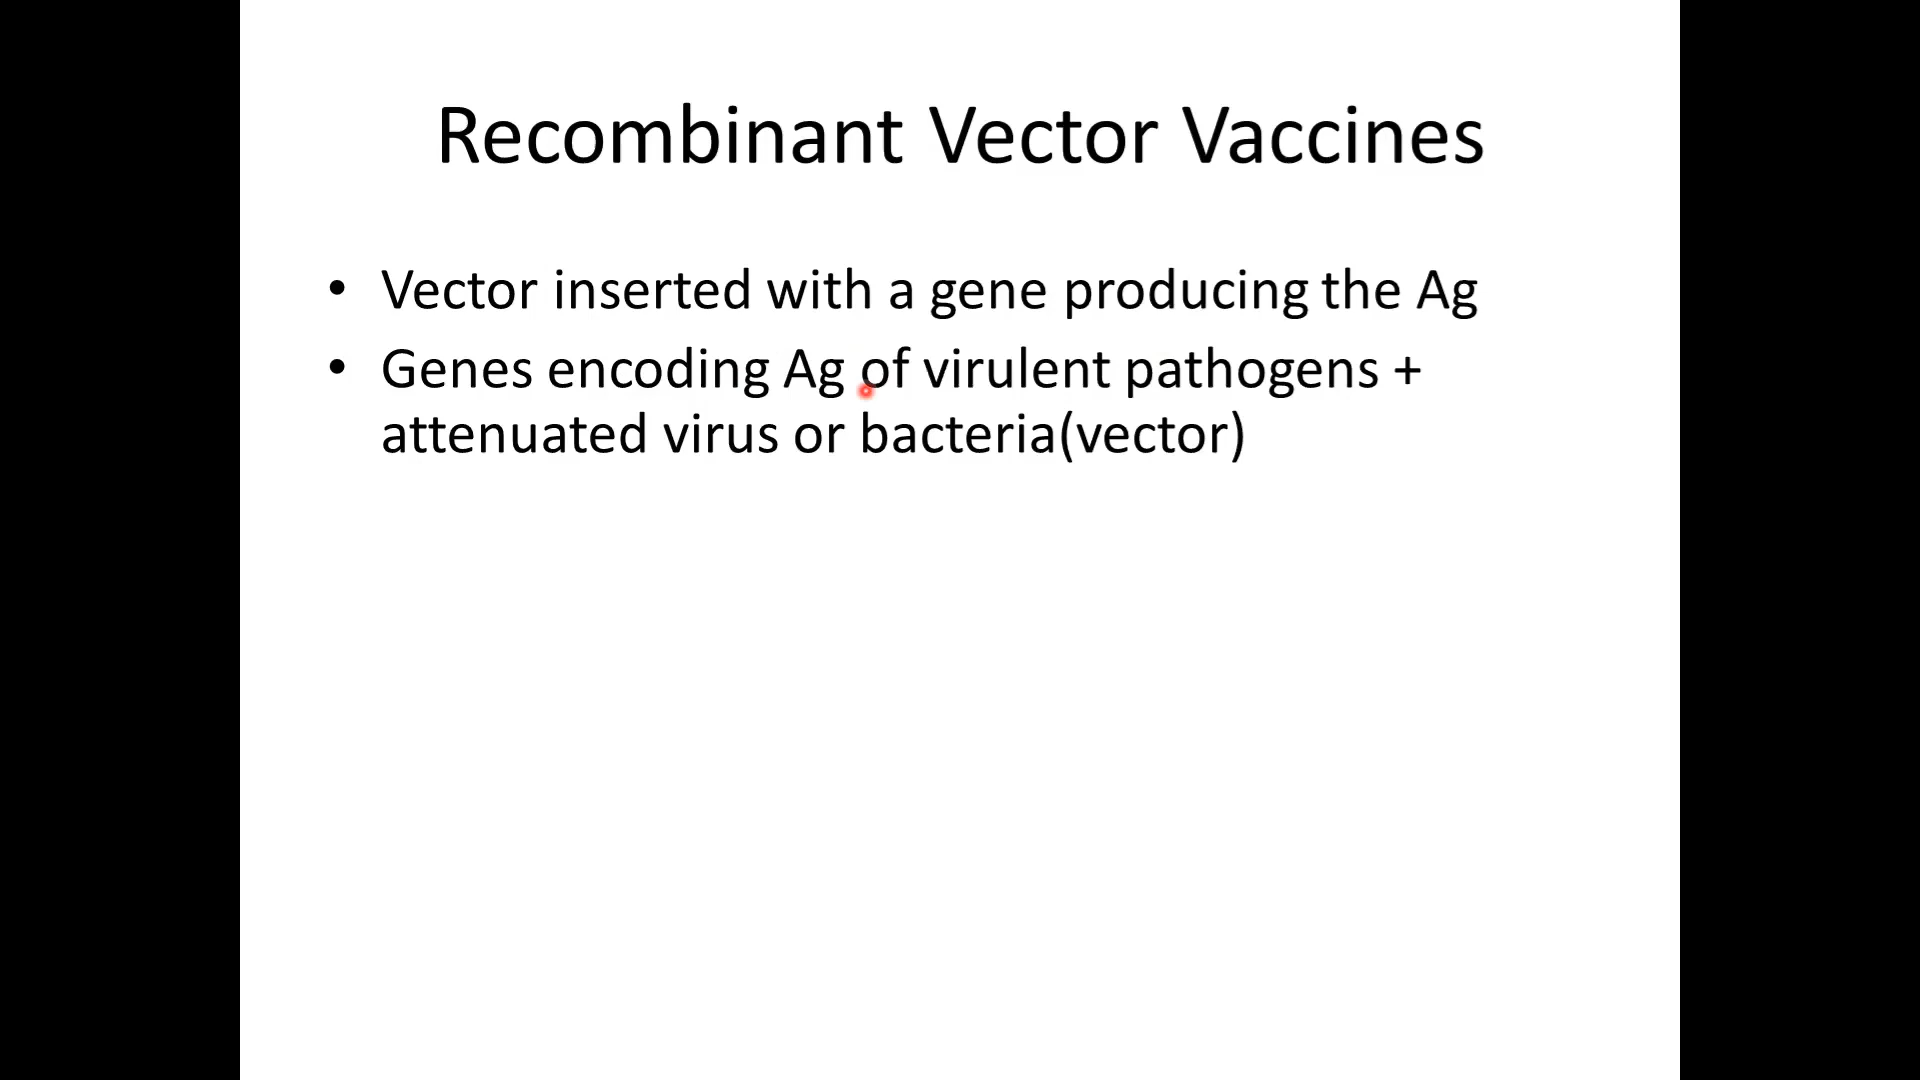 Recombinant Vector Vaccines
• Vector inserted with a gene producing the Ag
• Genes encoding Ag of virulent pathogens +
attenuated virus or bacteria(vector)